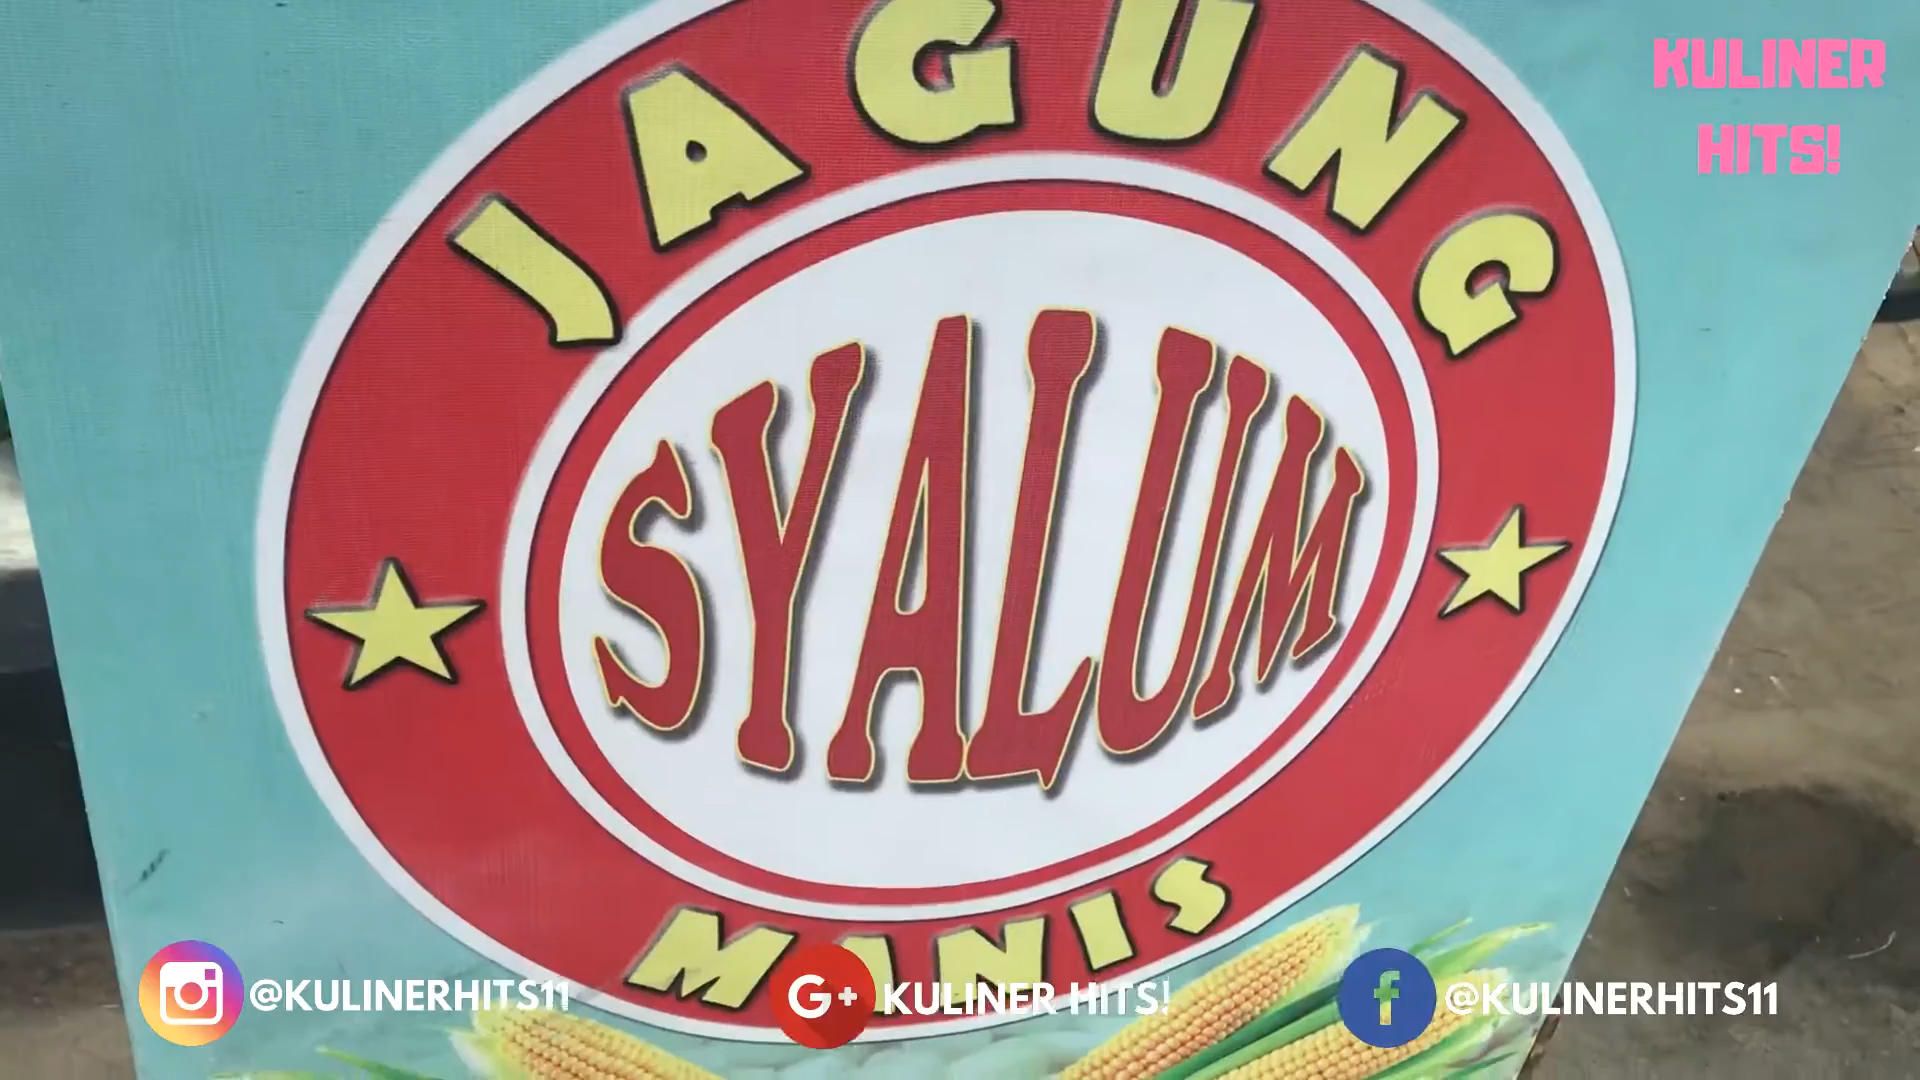 KULINER
HITS!
JAGUNG
SYALUM
MANIS
@KULINERHITS11
G+ KULINER HITS!
f @KULINERHITS11